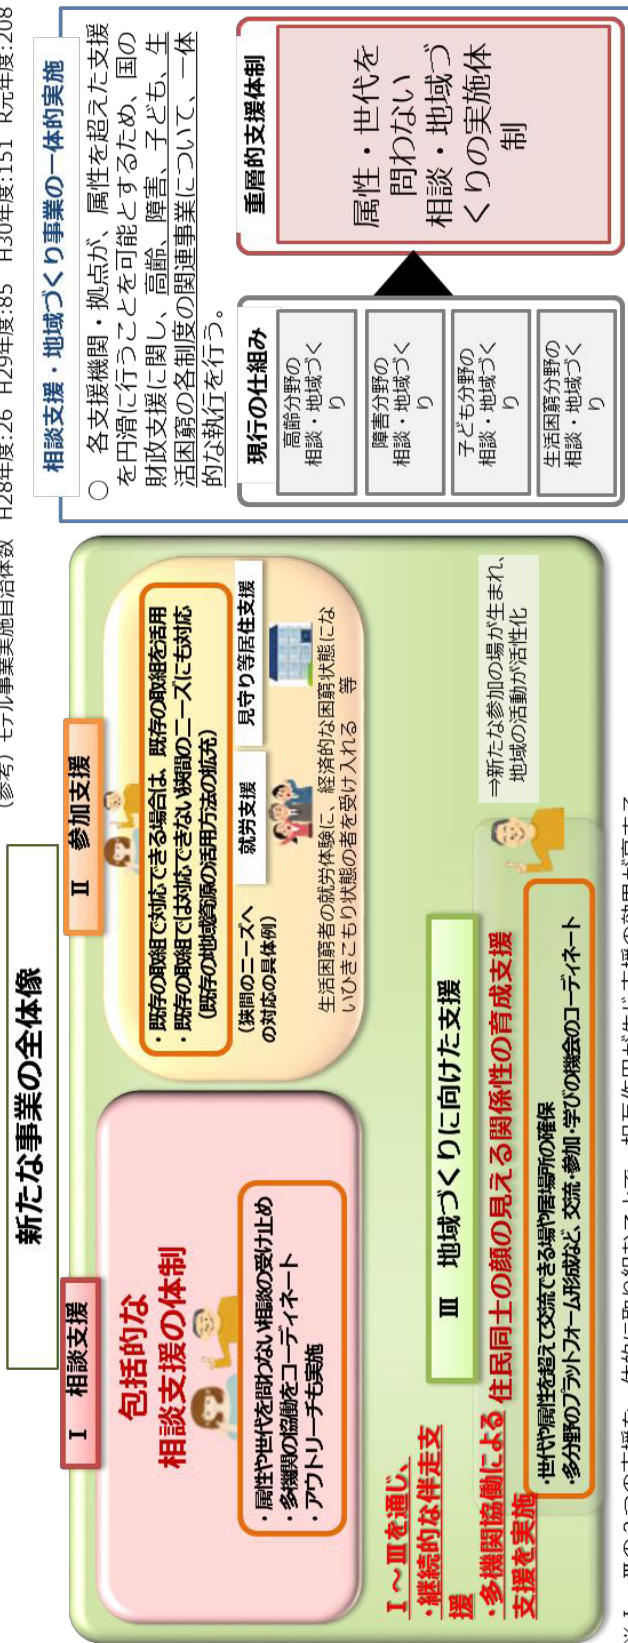 (参考）モデル事業実施自治体数　H28年度:26　H29年度:85　H30年度:151　R元年度:208
新たな事業の全体像
Ⅰ　相談支援
包括的な
相談支援の体制
・属性や世代を問わない相談の受け止め
・多機関の協働をコーディネート
・アウトリーチも実施
Ⅱ　参加支援
・既存の取組で対応できる場合は、既存の取組を活用
・既存の取組では対応できない狭間のニーズにも対応
（既存の地域資源の活用方法の拡充）
（狭間のニーズへ
の対応の具体例）
就労支援
見守り等居住支援
生活困窮者の就労体験に、経済的な困窮状態にな
いひきこもり状態の者を受け入れる　等
Ⅰ～Ⅲを通じ、
・継続的な伴走支
援
・多機関協働による
支援を実施
Ⅲ　地域づくりに向けた支援
住民同士の顔の見える関係性の育成支援
・世代や属性を超えて交流できる場や居場所の確保
・多分野のプラットフォーム形成など、交流・参加・学びの機会のコーディネート
⇒新たな参加の場が生まれ、
地域の活動が活性化
相談支援・地域づくり事業の一体的実施
○　各支援機関・拠点が、属性を超えた支援
を円滑に行うことを可能とするため、国の
財政支援に関し、高齢、障害、子ども、生
活困窮の各制度の関連事業について、一体
的な執行を行う。
現行の仕組み
高齢分野の
相談・地域づく
り
障害分野の
相談・地域づく
り
子ども分野の
相談・地域づく
り
生活困窮分野の
相談・地域づく
り
重層的支援体制
属性・世代を
問わない
相談・地域づ
くりの実施体
制